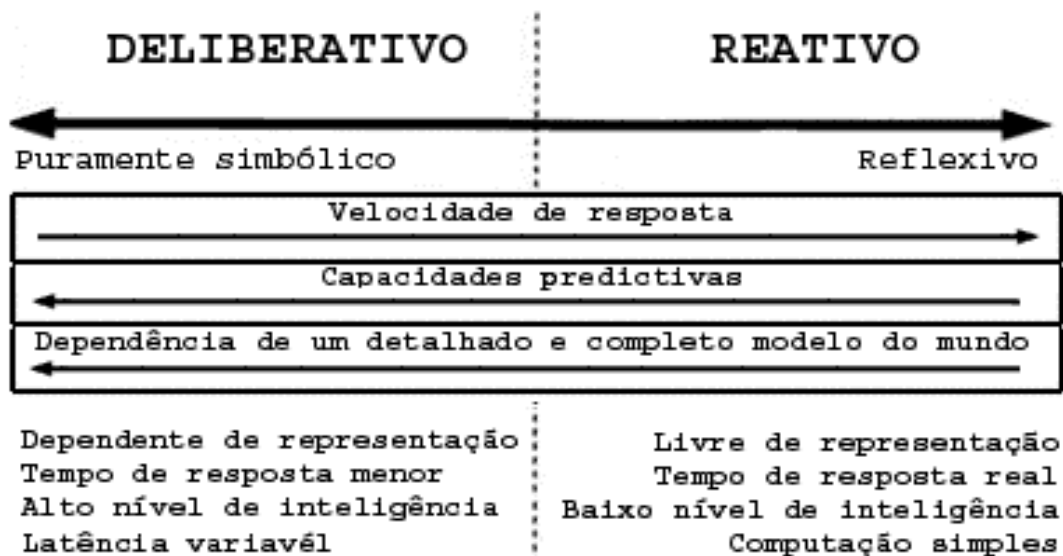 DELIBERATIVO REATIVO
Puramente simbólico Reflexivo
Velocidade de resposta
Capacidades predictivas
Dependência de um detalhado e completo modelo do mundo
Dependente de representação Livre de representação
Tempo de resposta menor Tempo de resposta real
Alto nível de inteligência Baixo nível de inteligência
Latência variavél Computação simples